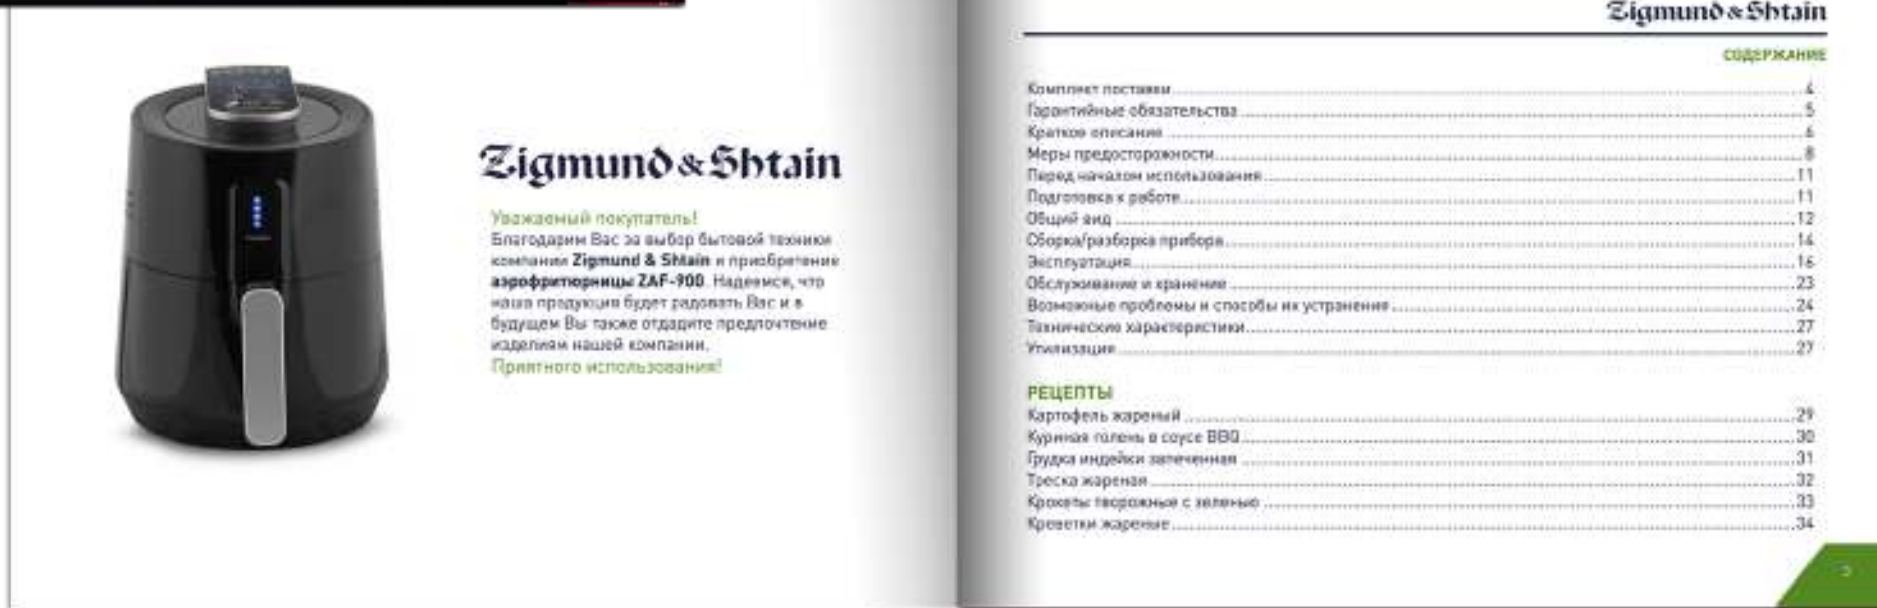 Zigmund & Shtain
Уважаемый покупатель!
Благодарим Вас за выбор бытовой техники
компании Zigmund & Shtain и приобретение
аэрофритюрницы ZAF-900. Надеемся, что
наша продукция будет радовать Вас и в
будущем Вы также отдадите предпочтение
изделиям нашей компании.
Приятного использования!
Zigmund & Shtain
СОДЕРЖАНИЕ
Комплект поставки 4
Гарантийные обязательства 5
Краткое описание 6
Меры предосторожности 8
Перед началом использования 11
Подготовка к работе 11
Общий вид 12
Сборка/разборка прибора 14
Эксплуатация 16
Обслуживание и хранение 23
Возможные проблемы и способы их устранения 24
Технические характеристики 27
Утилизация 27
РЕЦЕПТЫ
Картофель жареный 29
Куриная голень в соусе BBQ 30
Грудка индейки запеченная 31
Треска жареная 32
Крокеты творожные с зеленью 33
Креветки жареные 34
3